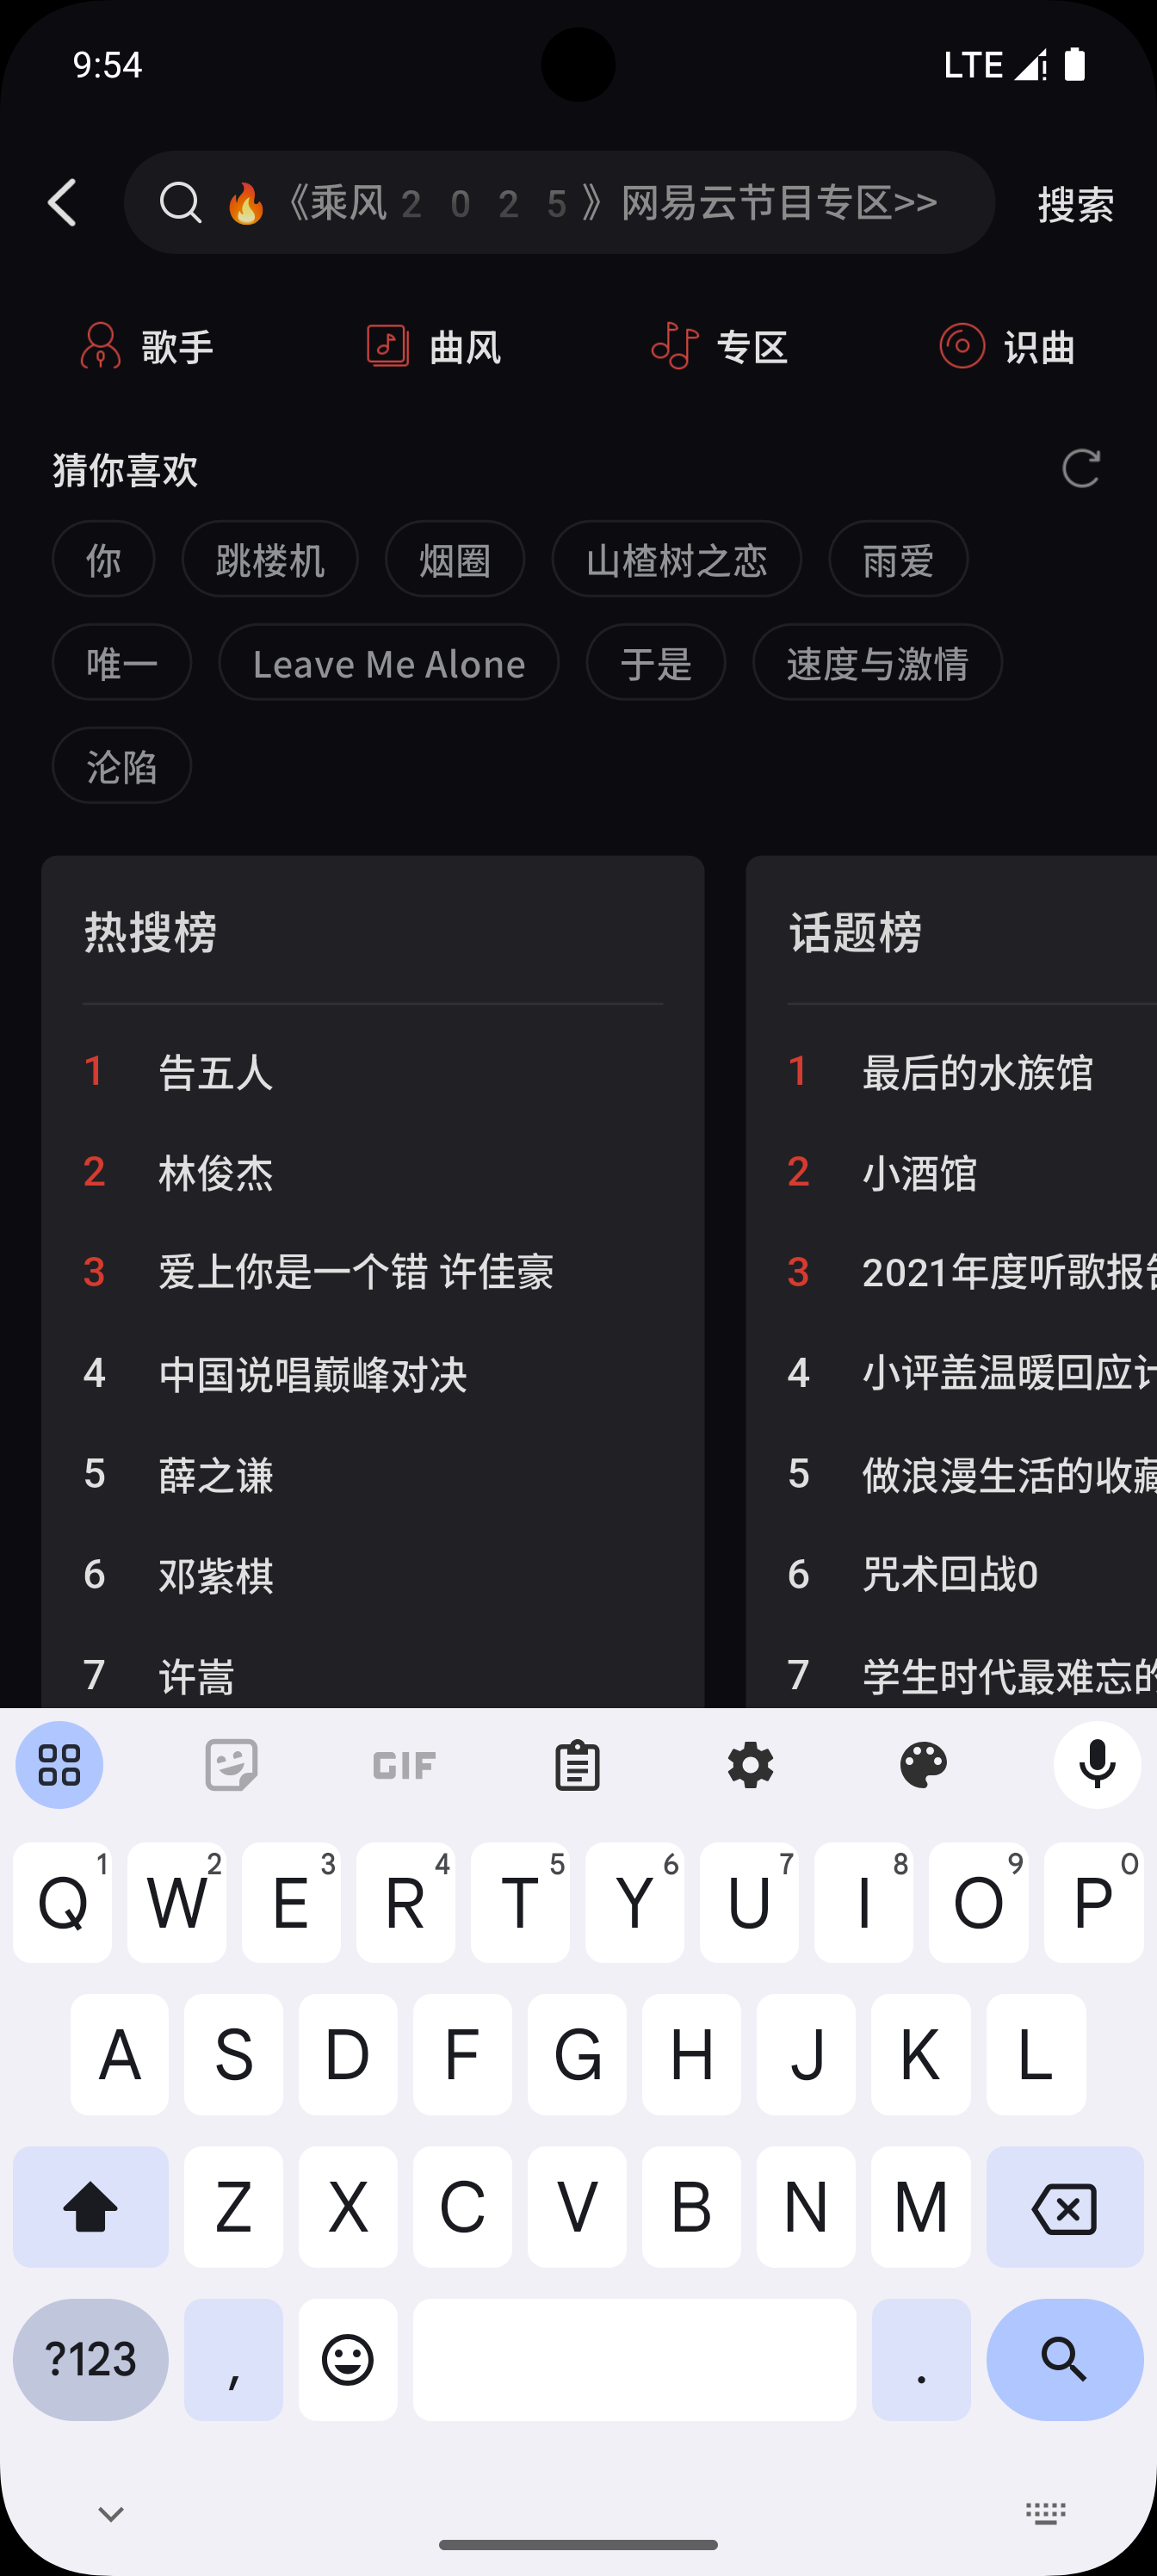 9:54 LTE
🔥《乘风２０２５》网易云节目专区>> 搜索
歌手 曲风 专区 识曲
猜你喜欢
你 跳楼机 烟圈 山楂树之恋 雨爱
唯一 Leave Me Alone 于是 速度与激情
沦陷
热搜榜
1 告五人
2 林俊杰
3 爱上你是一个错 许佳豪
4 中国说唱巅峰对决
5 薛之谦
6 邓紫棋
7 许嵩
话题榜
1 最后的水族馆
2 小酒馆
3 2021年度听歌报告
4 小评盖温暖回应计
5 做浪漫生活的收藏
6 咒术回战0
7 学生时代最难忘的
GIF
Q 1 W 2 E 3 R 4 T 5 Y 6 U 7 I 8 O 9 P 0
A S D F G H J K L
Z X C V B N M
?123 , .